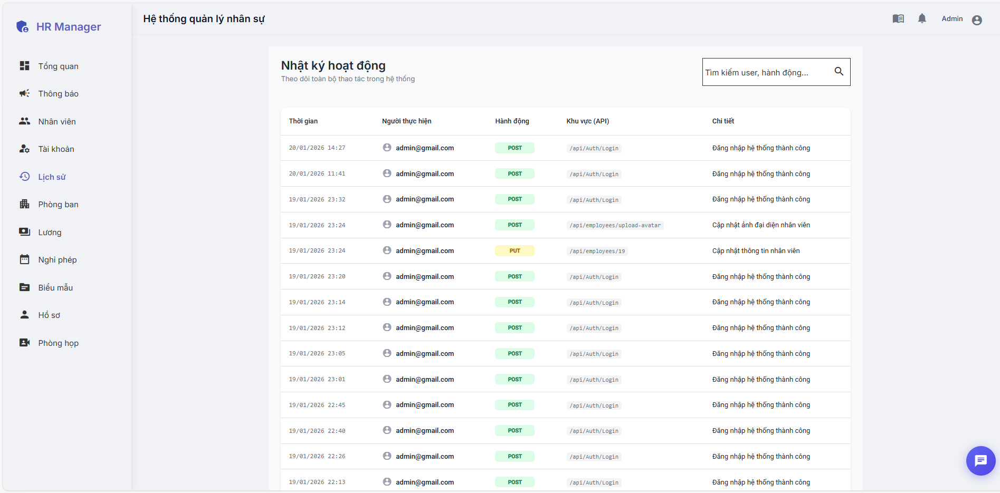 HR Manager
Hệ thống quản lý nhân sự
Admin
Tổng quan
Thông báo
Nhân viên
Tài khoản
Lịch sử
Phòng ban
Lương
Nghỉ phép
Biểu mẫu
Hồ sơ
Phòng họp
Nhật ký hoạt động
Theo dõi toàn bộ thao tác trong hệ thống
Tìm kiếm user, hành động...
Thời gian Người thực hiện Hành động Khu vực (API) Chi tiết
20/01/2026 14:27 admin@gmail.com POST /api/Auth/Login Đăng nhập hệ thống thành công
20/01/2026 11:41 admin@gmail.com POST /api/Auth/Login Đăng nhập hệ thống thành công
19/01/2026 23:32 admin@gmail.com POST /api/Auth/Login Đăng nhập hệ thống thành công
19/01/2026 23:24 admin@gmail.com POST /api/employees/upload-avatar Cập nhật ảnh đại diện nhân viên
19/01/2026 23:24 admin@gmail.com PUT /api/employees/19 Cập nhật thông tin nhân viên
19/01/2026 23:20 admin@gmail.com POST /api/Auth/Login Đăng nhập hệ thống thành công
19/01/2026 23:14 admin@gmail.com POST /api/Auth/Login Đăng nhập hệ thống thành công
19/01/2026 23:12 admin@gmail.com POST /api/Auth/Login Đăng nhập hệ thống thành công
19/01/2026 23:05 admin@gmail.com POST /api/Auth/Login Đăng nhập hệ thống thành công
19/01/2026 23:01 admin@gmail.com POST /api/Auth/Login Đăng nhập hệ thống thành công
19/01/2026 22:45 admin@gmail.com POST /api/Auth/Login Đăng nhập hệ thống thành công
19/01/2026 22:40 admin@gmail.com POST /api/Auth/Login Đăng nhập hệ thống thành công
19/01/2026 22:26 admin@gmail.com POST /api/Auth/Login Đăng nhập hệ thống thành công
19/01/2026 22:13 admin@gmail.com POST /api/Auth/Login Đăng nhập hệ thống thành công